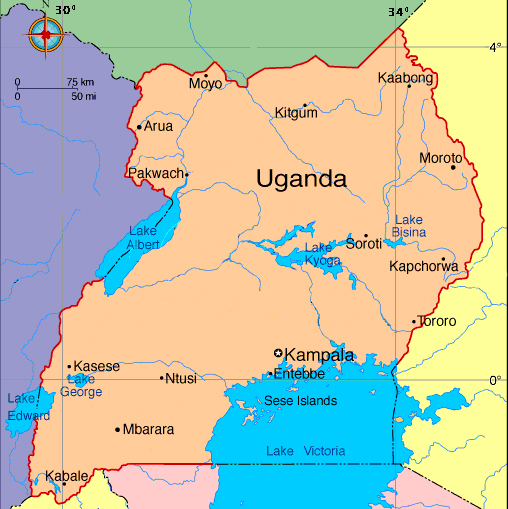 30°
34°
4°
0 75 km
0 50 mi
Moyo
Kaabong
Kitgum
Arua
Moroto
Pakwach
Uganda
Lake
Albert
Lake
Bisina
Soroti
Lake
Kyoga
Kapchorwa
Tororo
Kampala
Kasese
Entebbe
0°
Lake
George
Ntusi
Lake
Edward
Sese Islands
Mbarara
Lake Victoria
Kabale